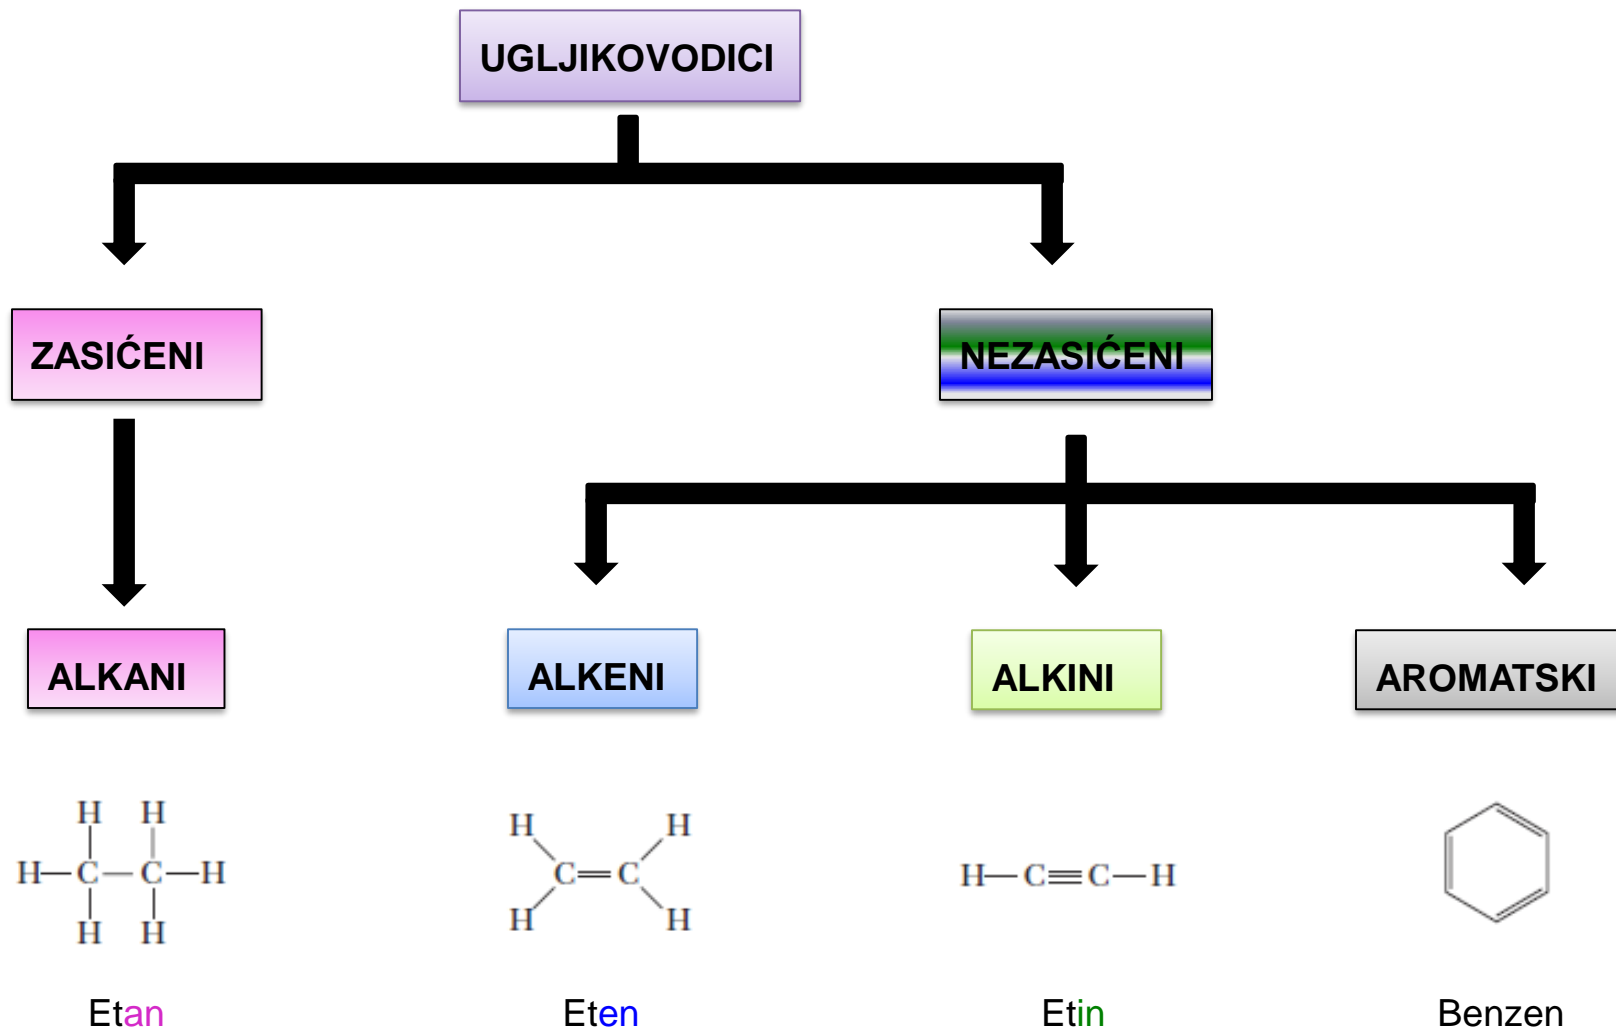 UGLJIKOVODICI
ZASIĆENI
NEZASIĆENI
ALKANI
ALKENI
ALKINI
AROMATSKI
H H
H C C H
H H
H H
C C
H H
H C C H
Etan
Eten
Etin
Benzen